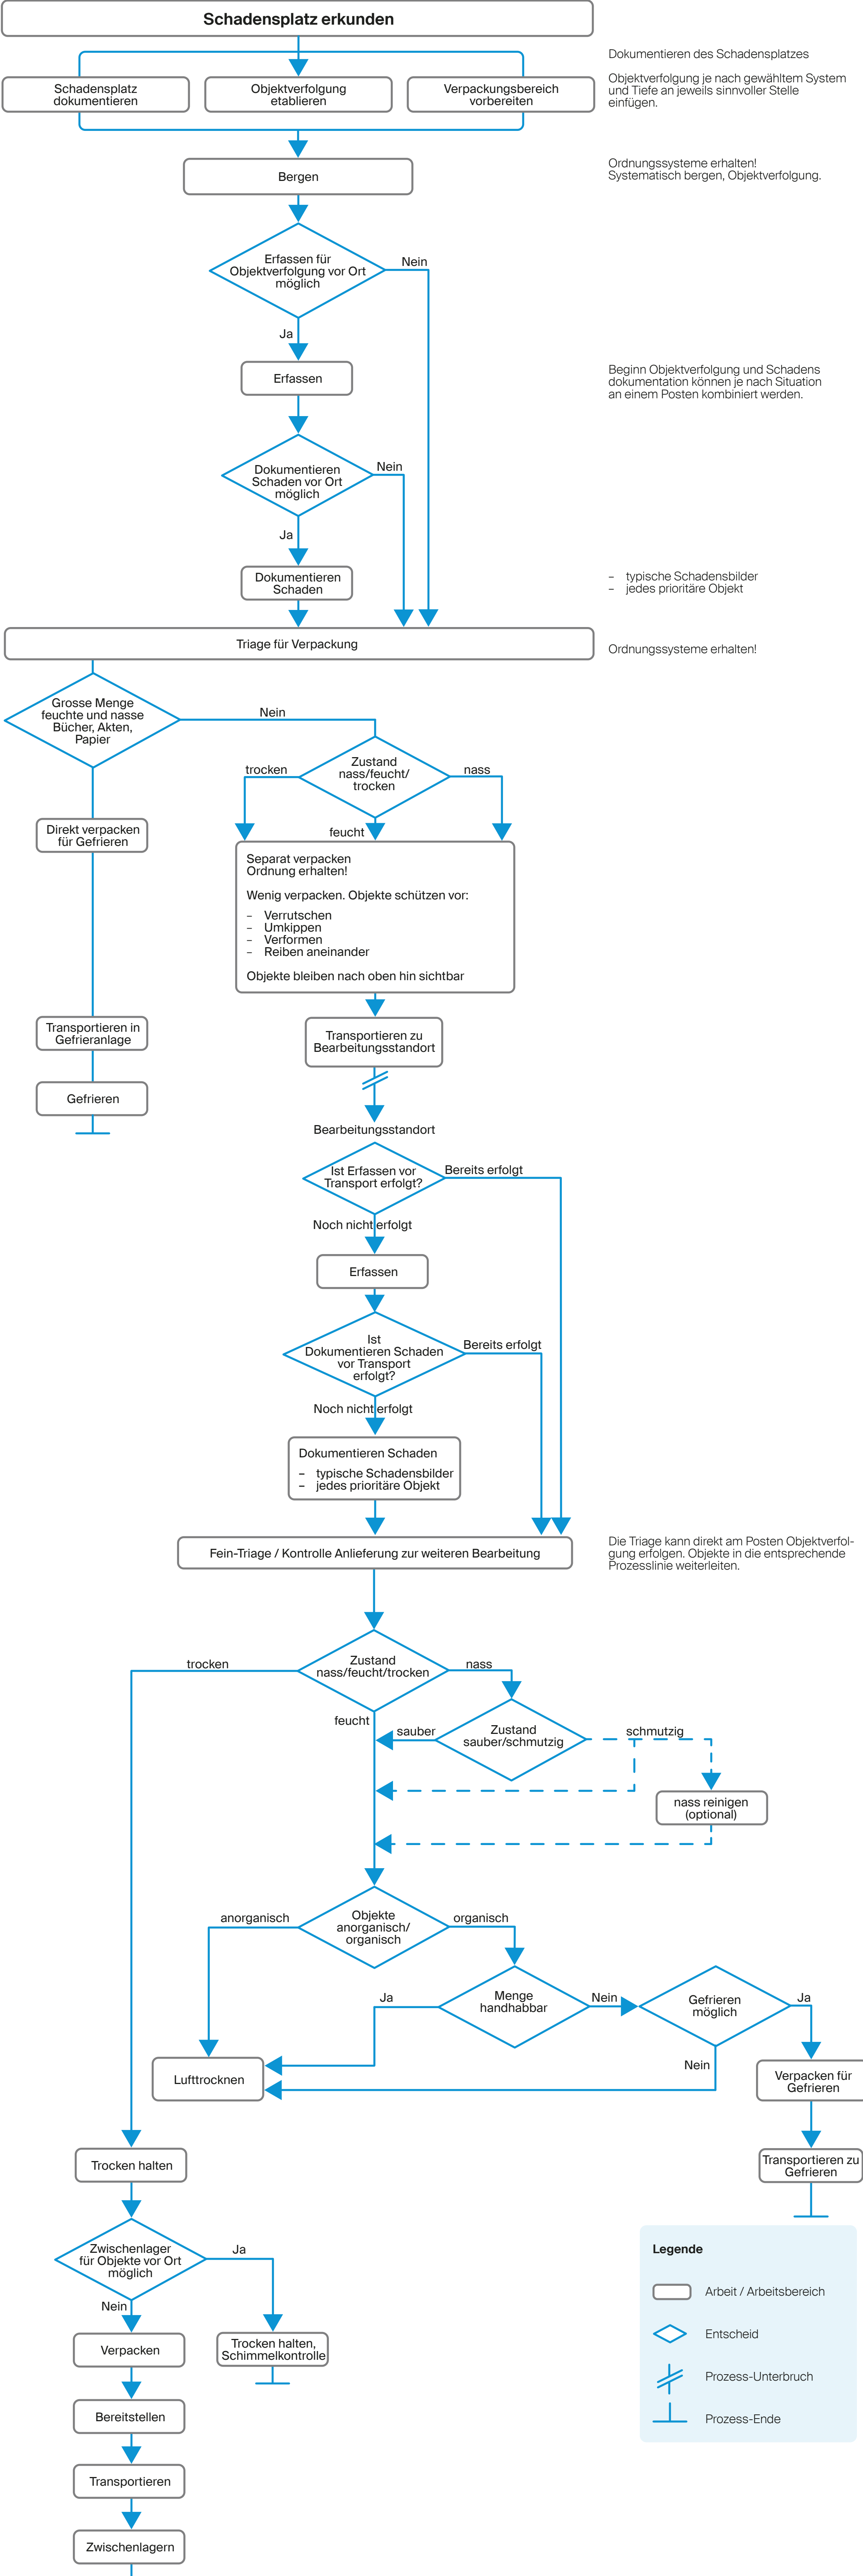 Schadensplatz erkunden
Dokumentieren des Schadensplatzes
Objektverfolgung je nach gewähltem System
und Tiefe an jeweils sinnvoller Stelle
einfügen.
Schadensplatz
dokumentieren
Objektverfolgung
etablieren
Verpackungsbereich
vorbereiten
Bergen
Ordnungssysteme erhalten!
Systematisch bergen, Objektverfolgung.
Erfassen für
Objektverfolgung vor Ort
möglich
Nein
Ja
Erfassen
Beginn Objektverfolgung und Schadens
dokumentation können je nach Situation
an einem Posten kombiniert werden.
Dokumentieren
Schaden vor Ort
möglich
Nein
Ja
Dokumentieren
Schaden
– typische Schadensbilder
– jedes prioritäre Objekt
Triage für Verpackung
Ordnungssysteme erhalten!
Grosse Menge
feuchte und nasse
Bücher, Akten,
Papier
Nein
Zustand
nass/feucht/
trocken
trocken
nass
feucht
Direkt verpacken
für Gefrieren
Separat verpacken
Ordnung erhalten!
Wenig verpacken. Objekte schützen vor:
– Verrutschen
– Umkippen
– Verformen
– Reiben aneinander
Objekte bleiben nach oben hin sichtbar
Transportieren in
Gefrieranlage
Transportieren zu
Bearbeitungsstandort
Gefrieren
Bearbeitungsstandort
Ist Erfassen vor
Transport erfolgt?
Bereits erfolgt
Noch nicht erfolgt
Erfassen
Ist
Dokumentieren Schaden
vor Transport
erfolgt?
Bereits erfolgt
Noch nicht erfolgt
Dokumentieren Schaden
– typische Schadensbilder
– jedes prioritäre Objekt
Fein-Triage / Kontrolle Anlieferung zur weiteren Bearbeitung
Die Triage kann direkt am Posten Objektverfol-
gung erfolgen. Objekte in die entsprechende
Prozesslinie weiterleiten.
Zustand
nass/feucht/trocken
trocken
nass
feucht
sauber
Zustand
sauber/schmutzig
schmutzig
nass reinigen
(optional)
anorganisch
Objekte
anorganisch/
organisch
organisch
Ja
Menge
handhabbar
Nein
Gefrieren
möglich
Ja
Nein
Lufttrocknen
Verpacken für
Gefrieren
Trocken halten
Transportieren zu
Gefrieren
Zwischenlager
für Objekte vor Ort
möglich
Ja
Nein
Verpacken
Trocken halten,
Schimmelkontrolle
Bereitstellen
Transportieren
Zwischenlagern
Legende
Arbeit / Arbeitsbereich
Entscheid
Prozess-Unterbruch
Prozess-Ende